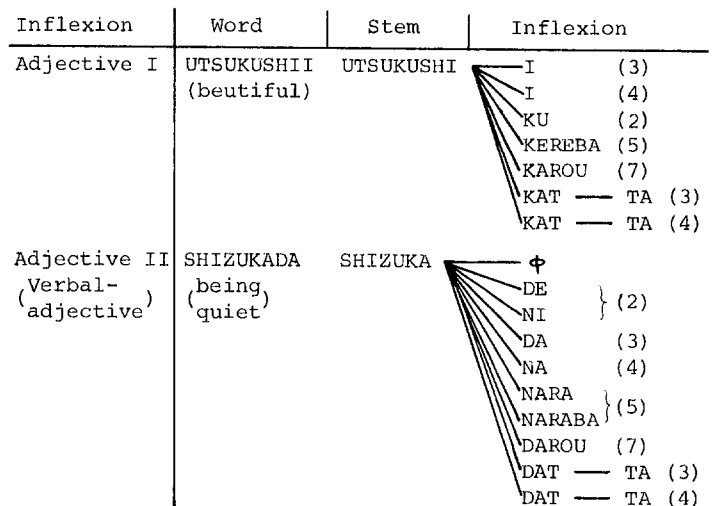 Inflexion Word Stem Inflexion
Adjective I UTSUKUSHII UTSUKUSHI I (3)
(beutiful) I (4)
KU (2)
KEREBA (5)
KAROU (7)
KAT — TA (3)
KAT — TA (4)
Adjective II SHIZUKADA SHIZUKA φ
(Verbal- (being DE
adjective) quiet) NI } (2)
DA (3)
NA (4)
NARA
NARABA } (5)
DAROU (7)
DAT — TA (3)
DAT — TA (4)